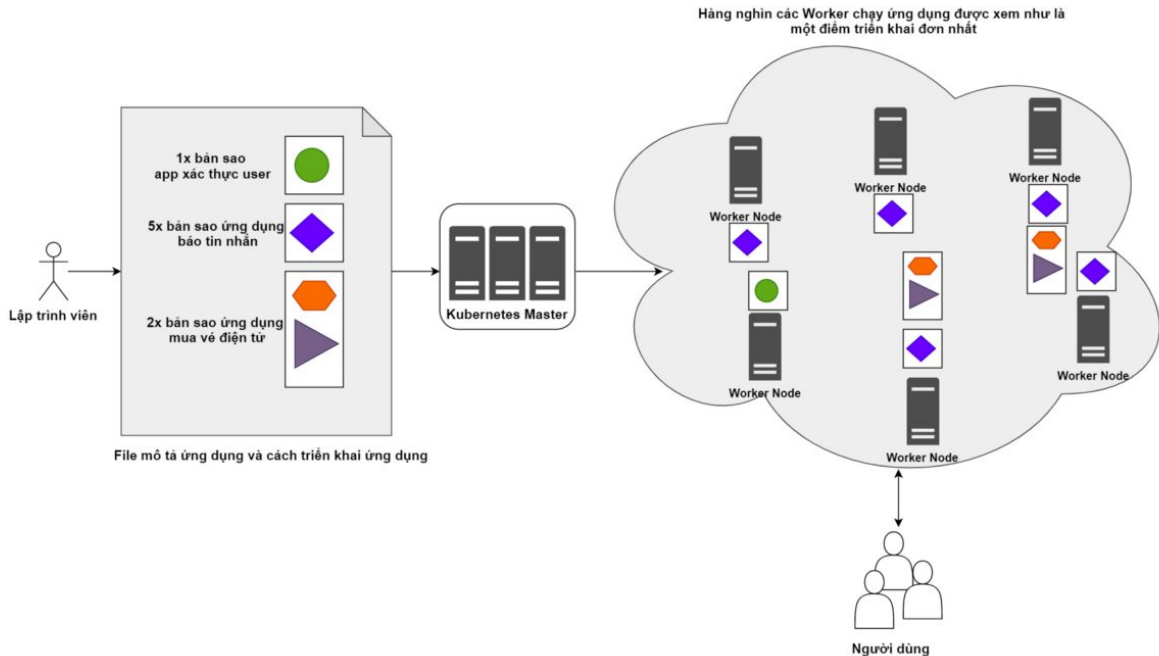 Hàng nghìn các Worker chạy ứng dụng được xem như là
một điểm triển khai đơn nhất
1x bản sao
app xác thực user
5x bản sao ứng dụng
báo tin nhắn
2x bản sao ứng dụng
mua vé điện tử
Lập trình viên
File mô tả ứng dụng và cách triển khai ứng dụng
Kubernetes Master
Worker Node
Worker Node
Worker Node
Worker Node
Worker Node
Worker Node
Người dùng